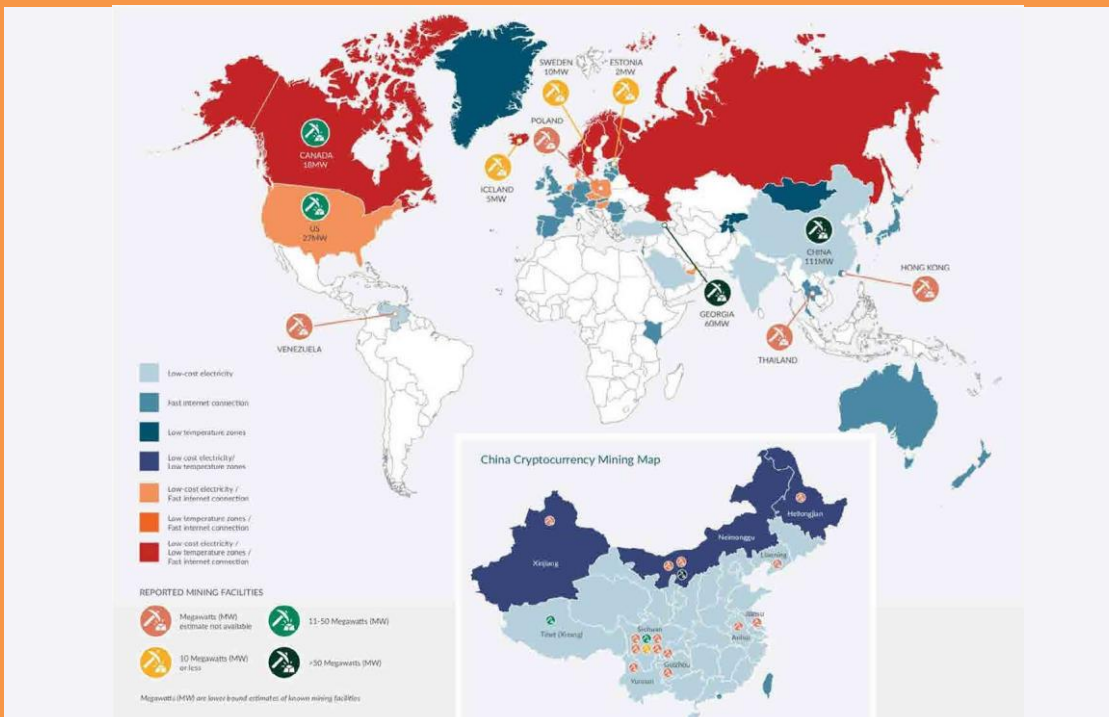 SWEDEN
10MW
ESTONIA
2MW
POLAND
CANADA
18MW
ICELAND
5MW
US
27MW
CHINA
111MW
HONG KONG
GEORGIA
60MW
VENEZUELA
THAILAND
Low-cost electricity
Fast internet connection
Low temperature zones
Low-cost electricity/
Low temperature zones
Low-cost electricity /
Fast internet connection
Low temperature zones /
Fast internet connection
Low-cost electricity /
Low temperature zones /
Fast internet connection
REPORTED MINING FACILITIES
Megawatts (MW)
estimate not available
11-50 Megawatts (MW)
10 Megawatts (MW)
or less
>50 Megawatts (MW)
Megawatts (MW) are lower bound estimates of known mining facilities
China Cryptocurrency Mining Map
Heilongjian
Neimanggu
Xinjiang
Liaoning
Jiansu
Tibet (Xizang)
Sichuan
Anhui
Guizhou
Yunnan